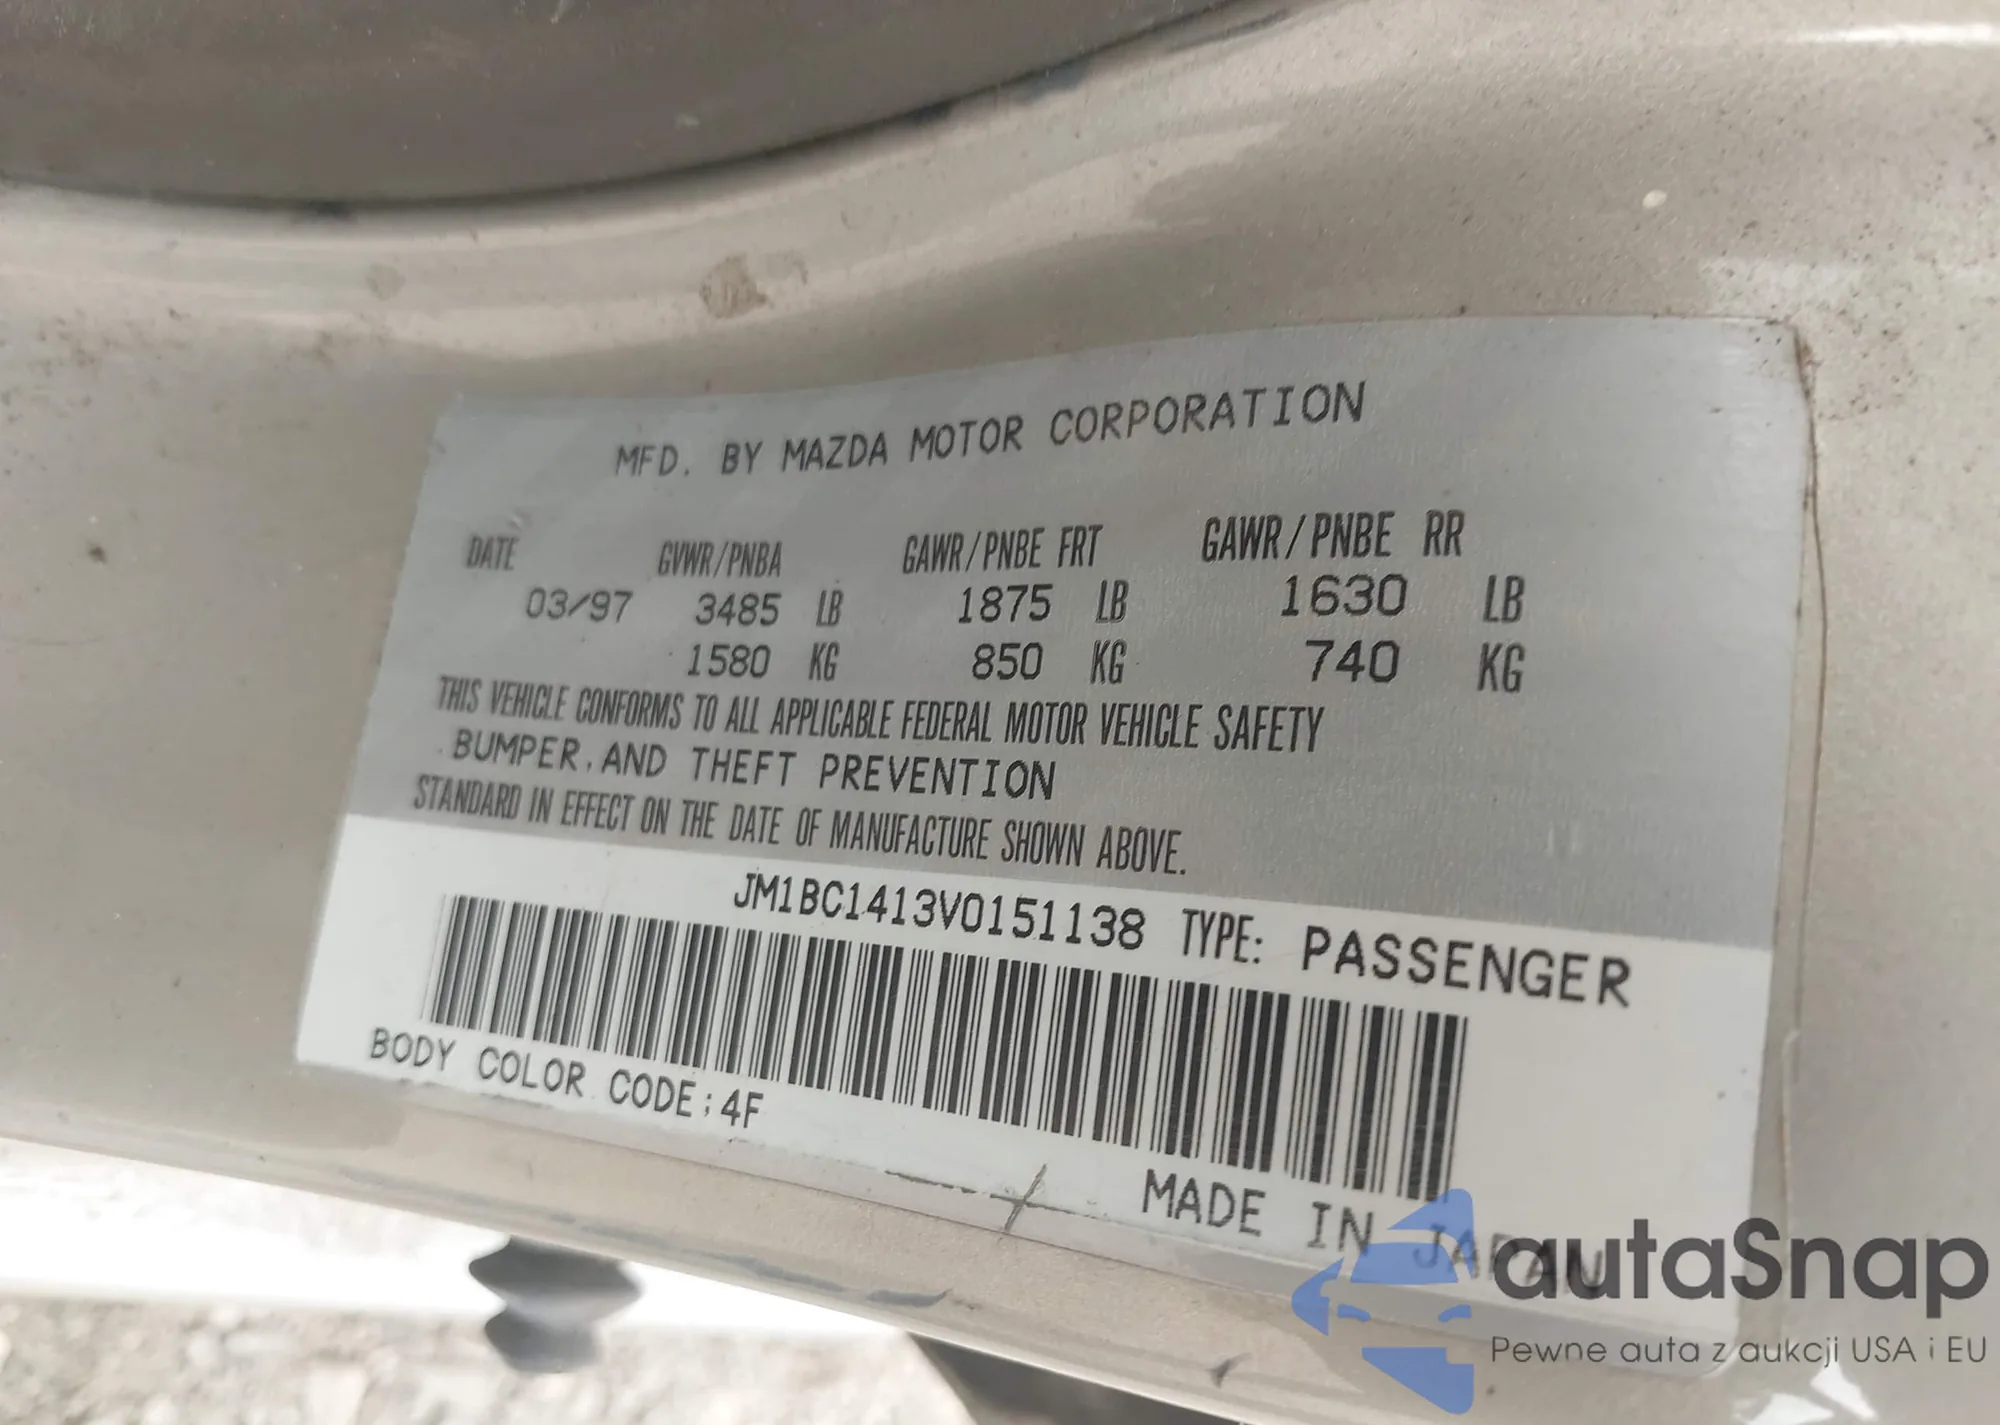 MFD. BY MAZDA MOTOR CORPORATION
DATE GVWR/PNBA GAWR/PNBE FRT GAWR/PNBE RR
03/97 3485 LB 1875 LB 1630 LB
1580 KG 850 KG 740 KG
THIS VEHICLE CONFORMS TO ALL APPLICABLE FEDERAL MOTOR VEHICLE SAFETY
BUMPER, AND THEFT PREVENTION
STANDARD IN EFFECT ON THE DATE OF MANUFACTURE SHOWN ABOVE.
JM1BC1413V0151138 TYPE: PASSENGER
BODY COLOR CODE:4F
MADE IN JAPAN
autaSnap
Pewne auta z aukcji USA i EU